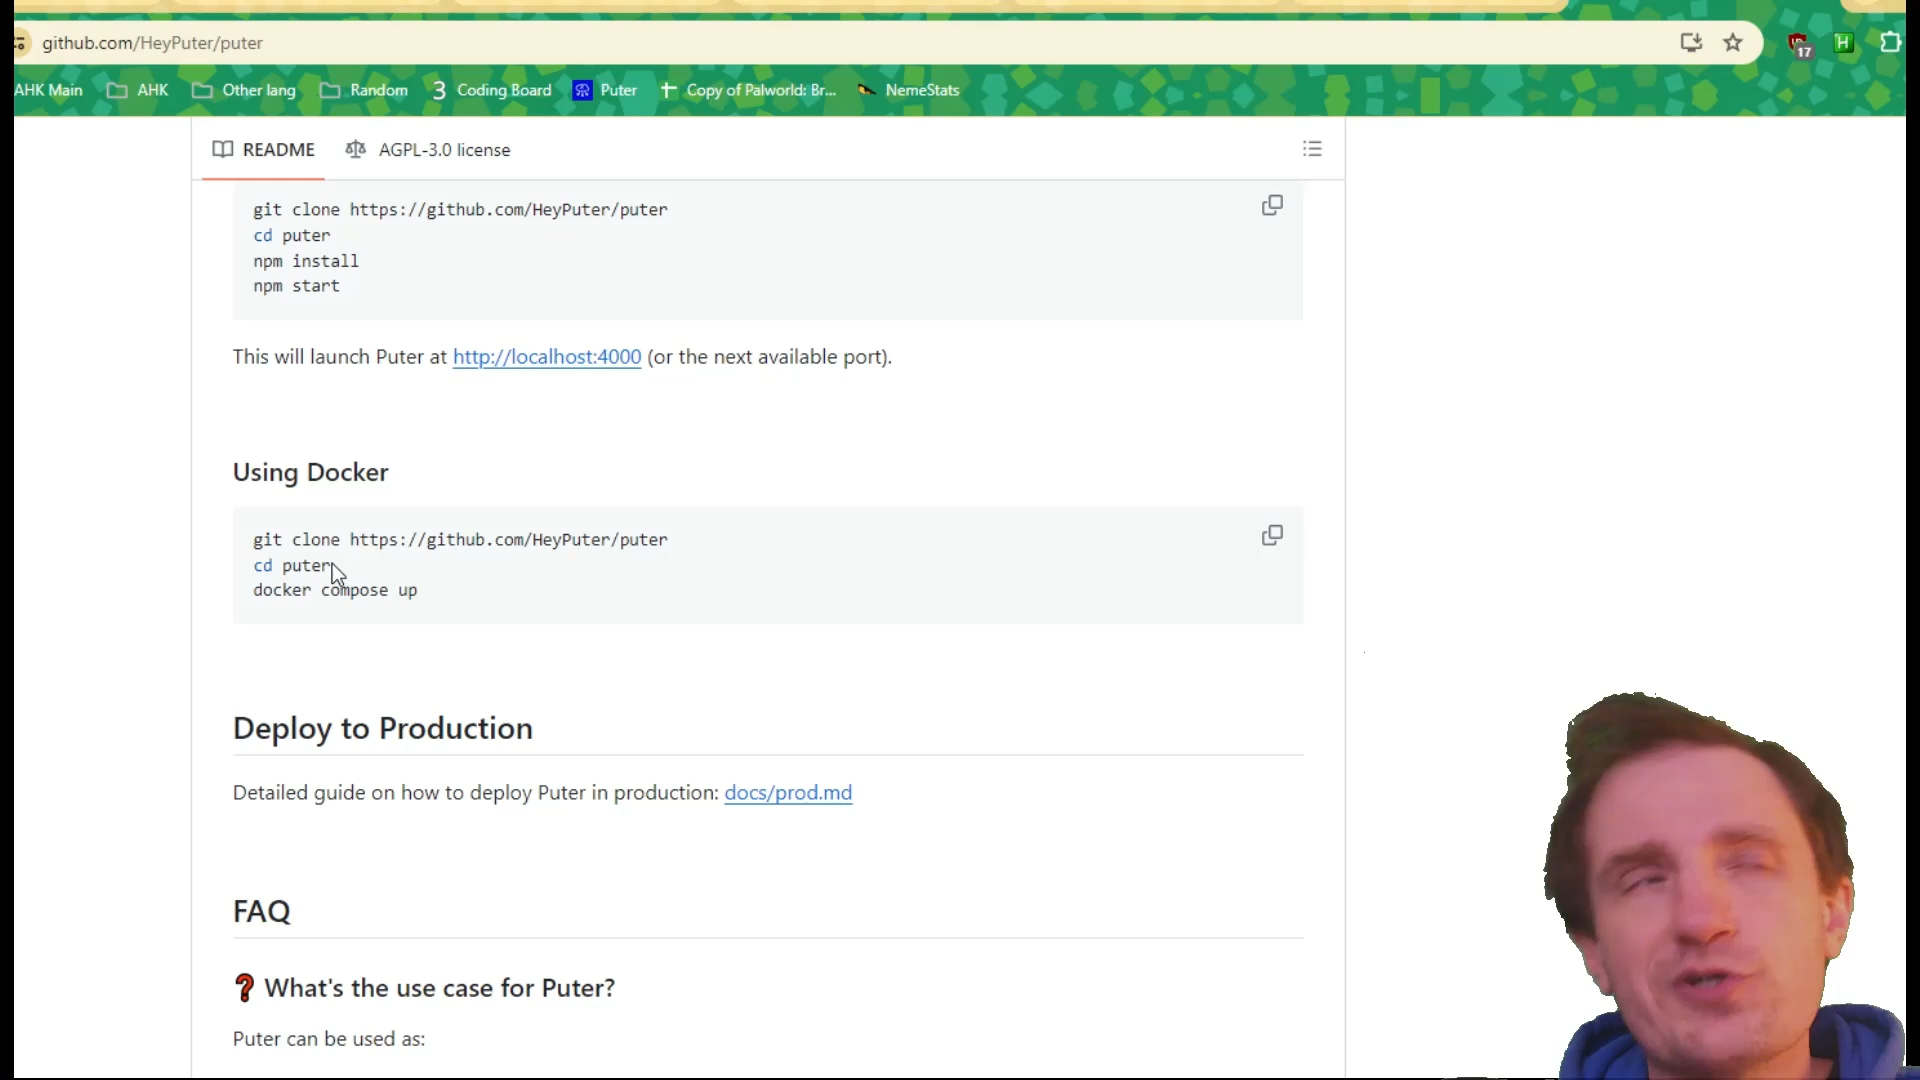 github.com/HeyPuter/puter
17
H
AHK Main AHK Other lang Random 3 Coding Board Puter Copy of Palworld: Br... NemeStats
README AGPL-3.0 license
git clone https://github.com/HeyPuter/puter
cd puter
npm install
npm start
This will launch Puter at http://localhost:4000 (or the next available port).
Using Docker
git clone https://github.com/HeyPuter/puter
cd puter
docker compose up
Deploy to Production
Detailed guide on how to deploy Puter in production: docs/prod.md
FAQ
❓ What's the use case for Puter?
Puter can be used as: